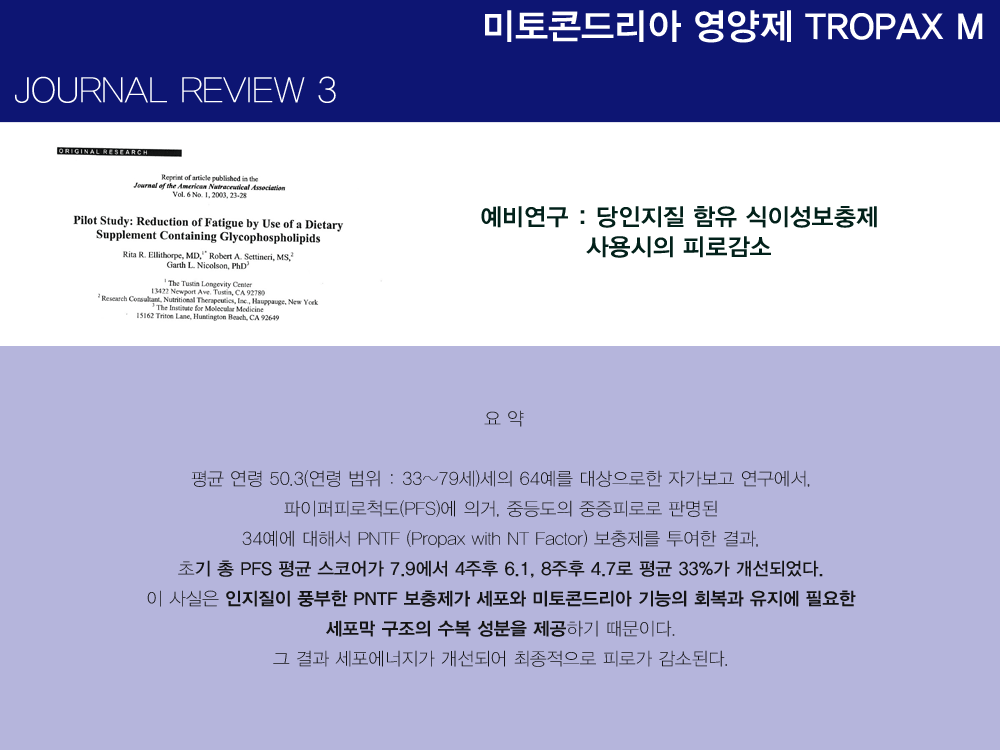 미토콘드리아 영양제 TROPAX M
JOURNAL REVIEW 3
ORIGINAL RESEARCH
Reprint of article published in the
Journal of the American Nutraceutical Association
Vol. 6 No. 1, 2003, 23-28
Pilot Study: Reduction of Fatigue by Use of a Dietary
Supplement Containing Glycophospholipids
Rita R. Ellithorpe, MD,1* Robert A. Settineri, MS,2
Garth L. Nicolson, PhD3
1 The Tustin Longevity Center
13422 Newport Ave. Tustin, CA 92780
2 Research Consultant, Nutritional Therapeutics, Inc., Hauppauge, New York
3 The Institute for Molecular Medicine
15162 Triton Lane, Huntington Beach, CA 92649
예비연구 : 당인지질 함유 식이성보충제
사용시의 피로감소
요 약
평균 연령 50.3(연령 범위 : 33~79세)세의 64예를 대상으로한 자가보고 연구에서,
파이퍼피로척도(PFS)에 의거, 중등도의 중증피로로 판명된
34예에 대해서 PNTF (Propax with NT Factor) 보충제를 투여한 결과,
초기 총 PFS 평균 스코어가 7.9에서 4주후 6.1, 8주후 4.7로 평균 33%가 개선되었다.
이 사실은 인지질이 풍부한 PNTF 보충제가 세포와 미토콘드리아 기능의 회복과 유지에 필요한
세포막 구조의 수복 성분을 제공하기 때문이다.
그 결과 세포에너지가 개선되어 최종적으로 피로가 감소된다.